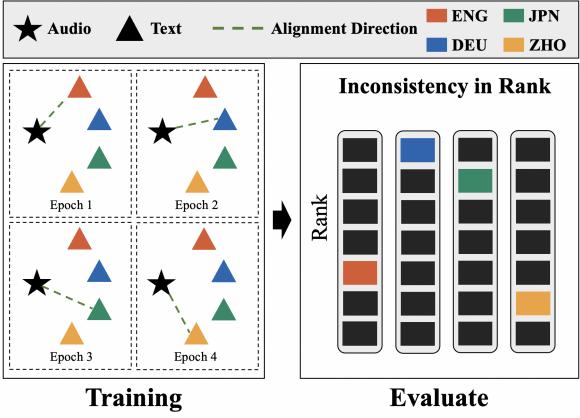 Audio
Text
Alignment Direction
ENG
JPN
DEU
ZHO
Epoch 1
Epoch 2
Epoch 3
Epoch 4
Training
Inconsistency in Rank
Rank
Evaluate